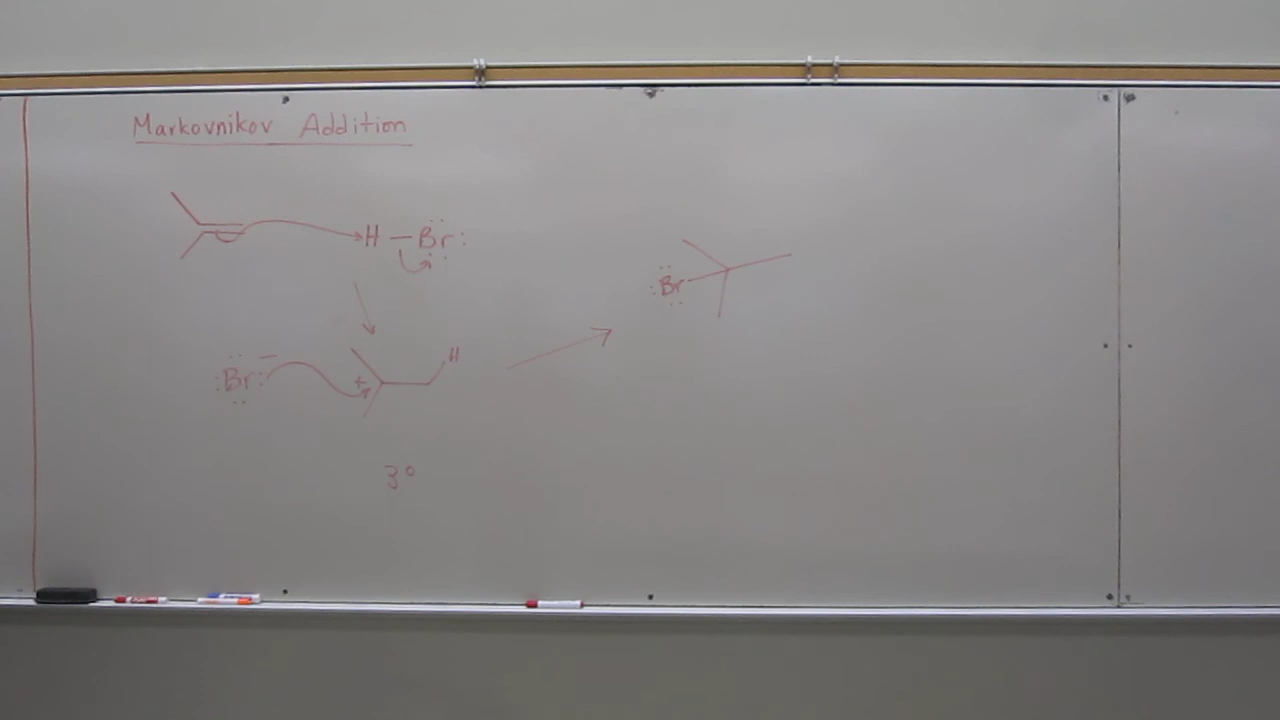 Markovnikov Addition
H — Br:
:Br:
:Br:⁻
+
H
3°